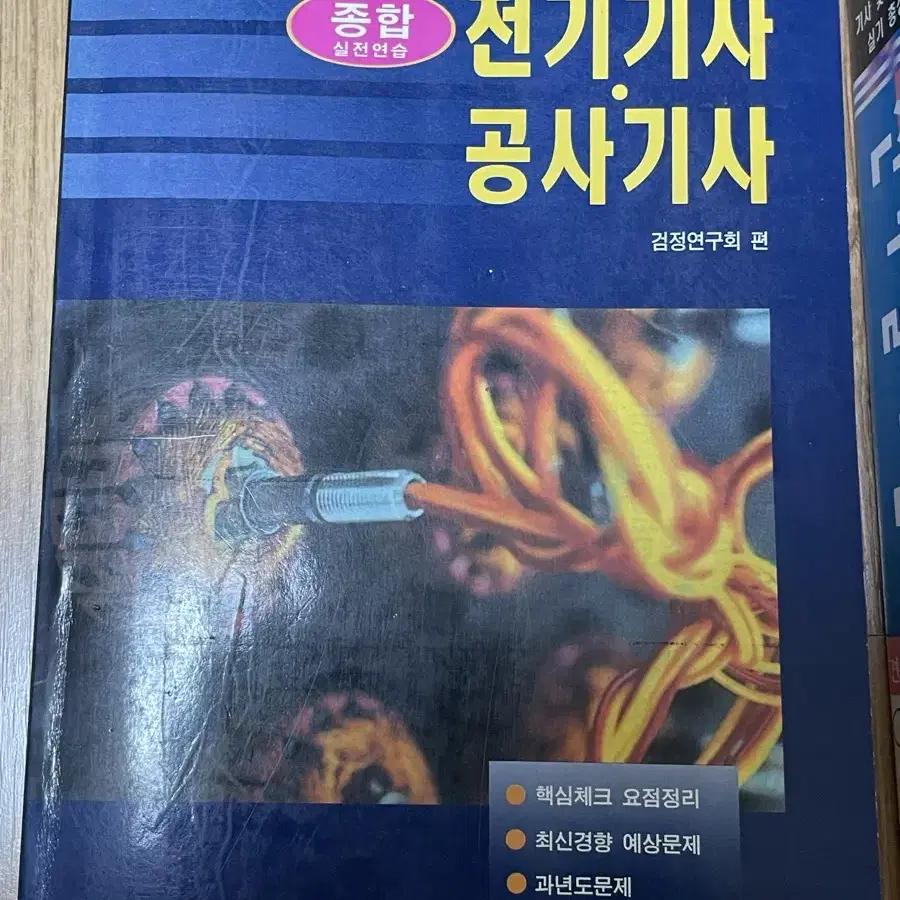 종합
실전연습
전기기사
·
공사기사
검정연구회 편
● 핵심체크 요점정리
● 최신경향 예상문제
● 과년도문제
기사